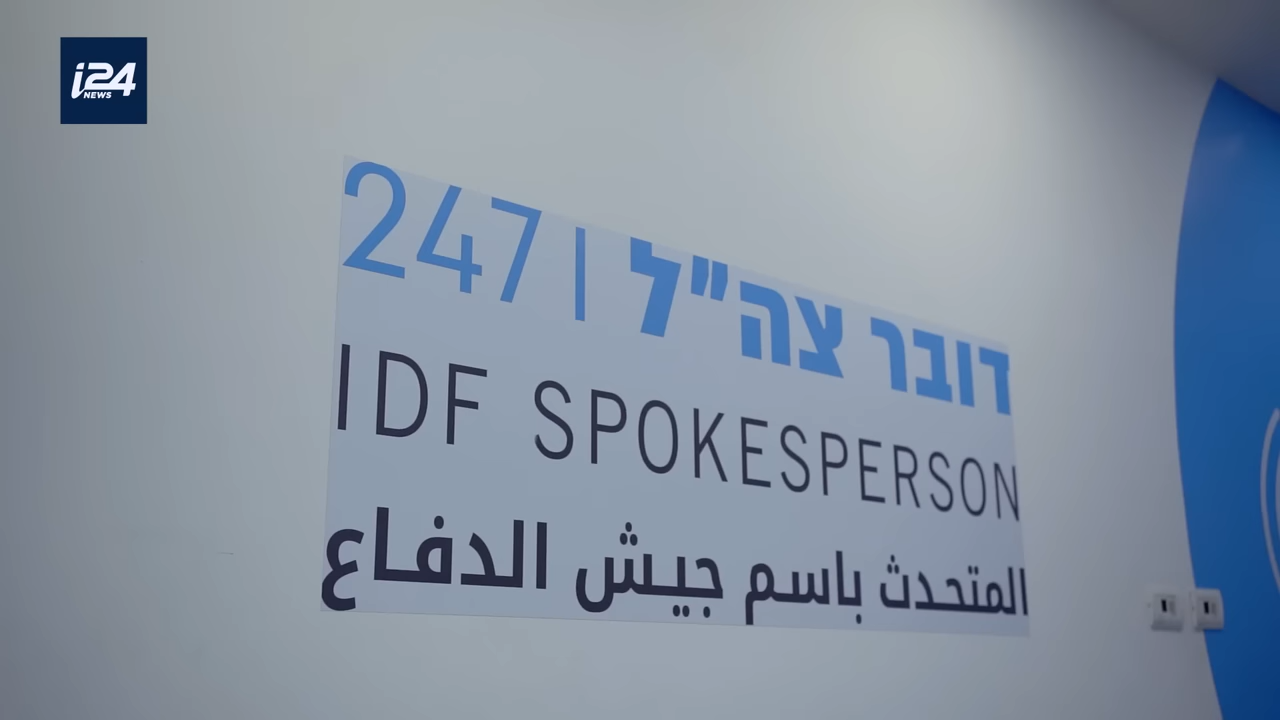 i24
NEWS
דובר צה"ל | 247
IDF SPOKESPERSON
المتحدث باسم جيش الدفاع